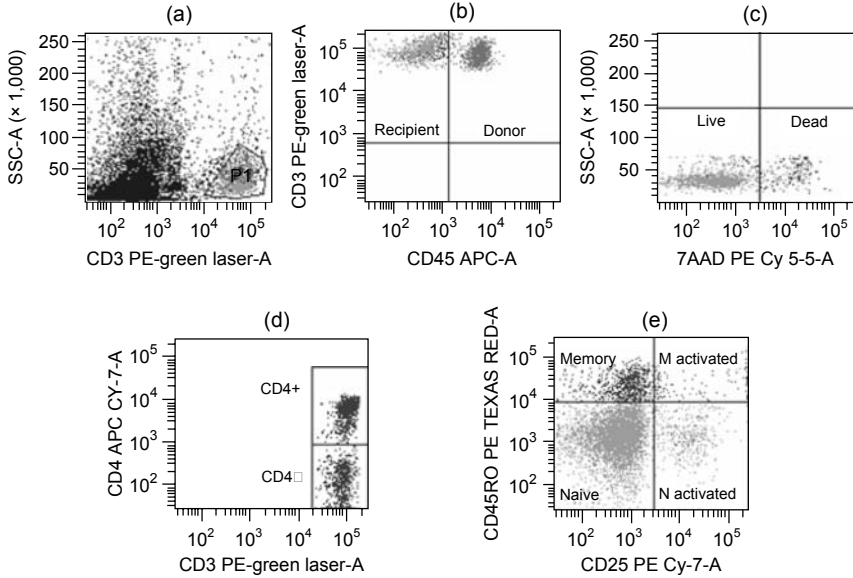 (a)
SSC-A (× 1,000)
250
200
150
100
50
P1
10^2
10^3
10^4
10^5
CD3 PE-green laser-A
(b)
CD3 PE-green laser-A
10^5
10^4
10^3
10^2
Recipient
Donor
10^2
10^3
10^4
10^5
CD45 APC-A
(c)
SSC-A (× 1,000)
250
200
150
100
50
Live
Dead
10^2
10^3
10^4
10^5
7AAD PE Cy 5-5-A
(d)
CD4 APC CY-7-A
10^5
10^4
10^3
10^2
CD4+
CD4□
10^2
10^3
10^4
10^5
CD3 PE-green laser-A
(e)
CD45RO PE TEXAS RED-A
10^5
10^4
10^3
10^2
Memory
M activated
Naive
N activated
10^2
10^3
10^4
10^5
CD25 PE Cy-7-A